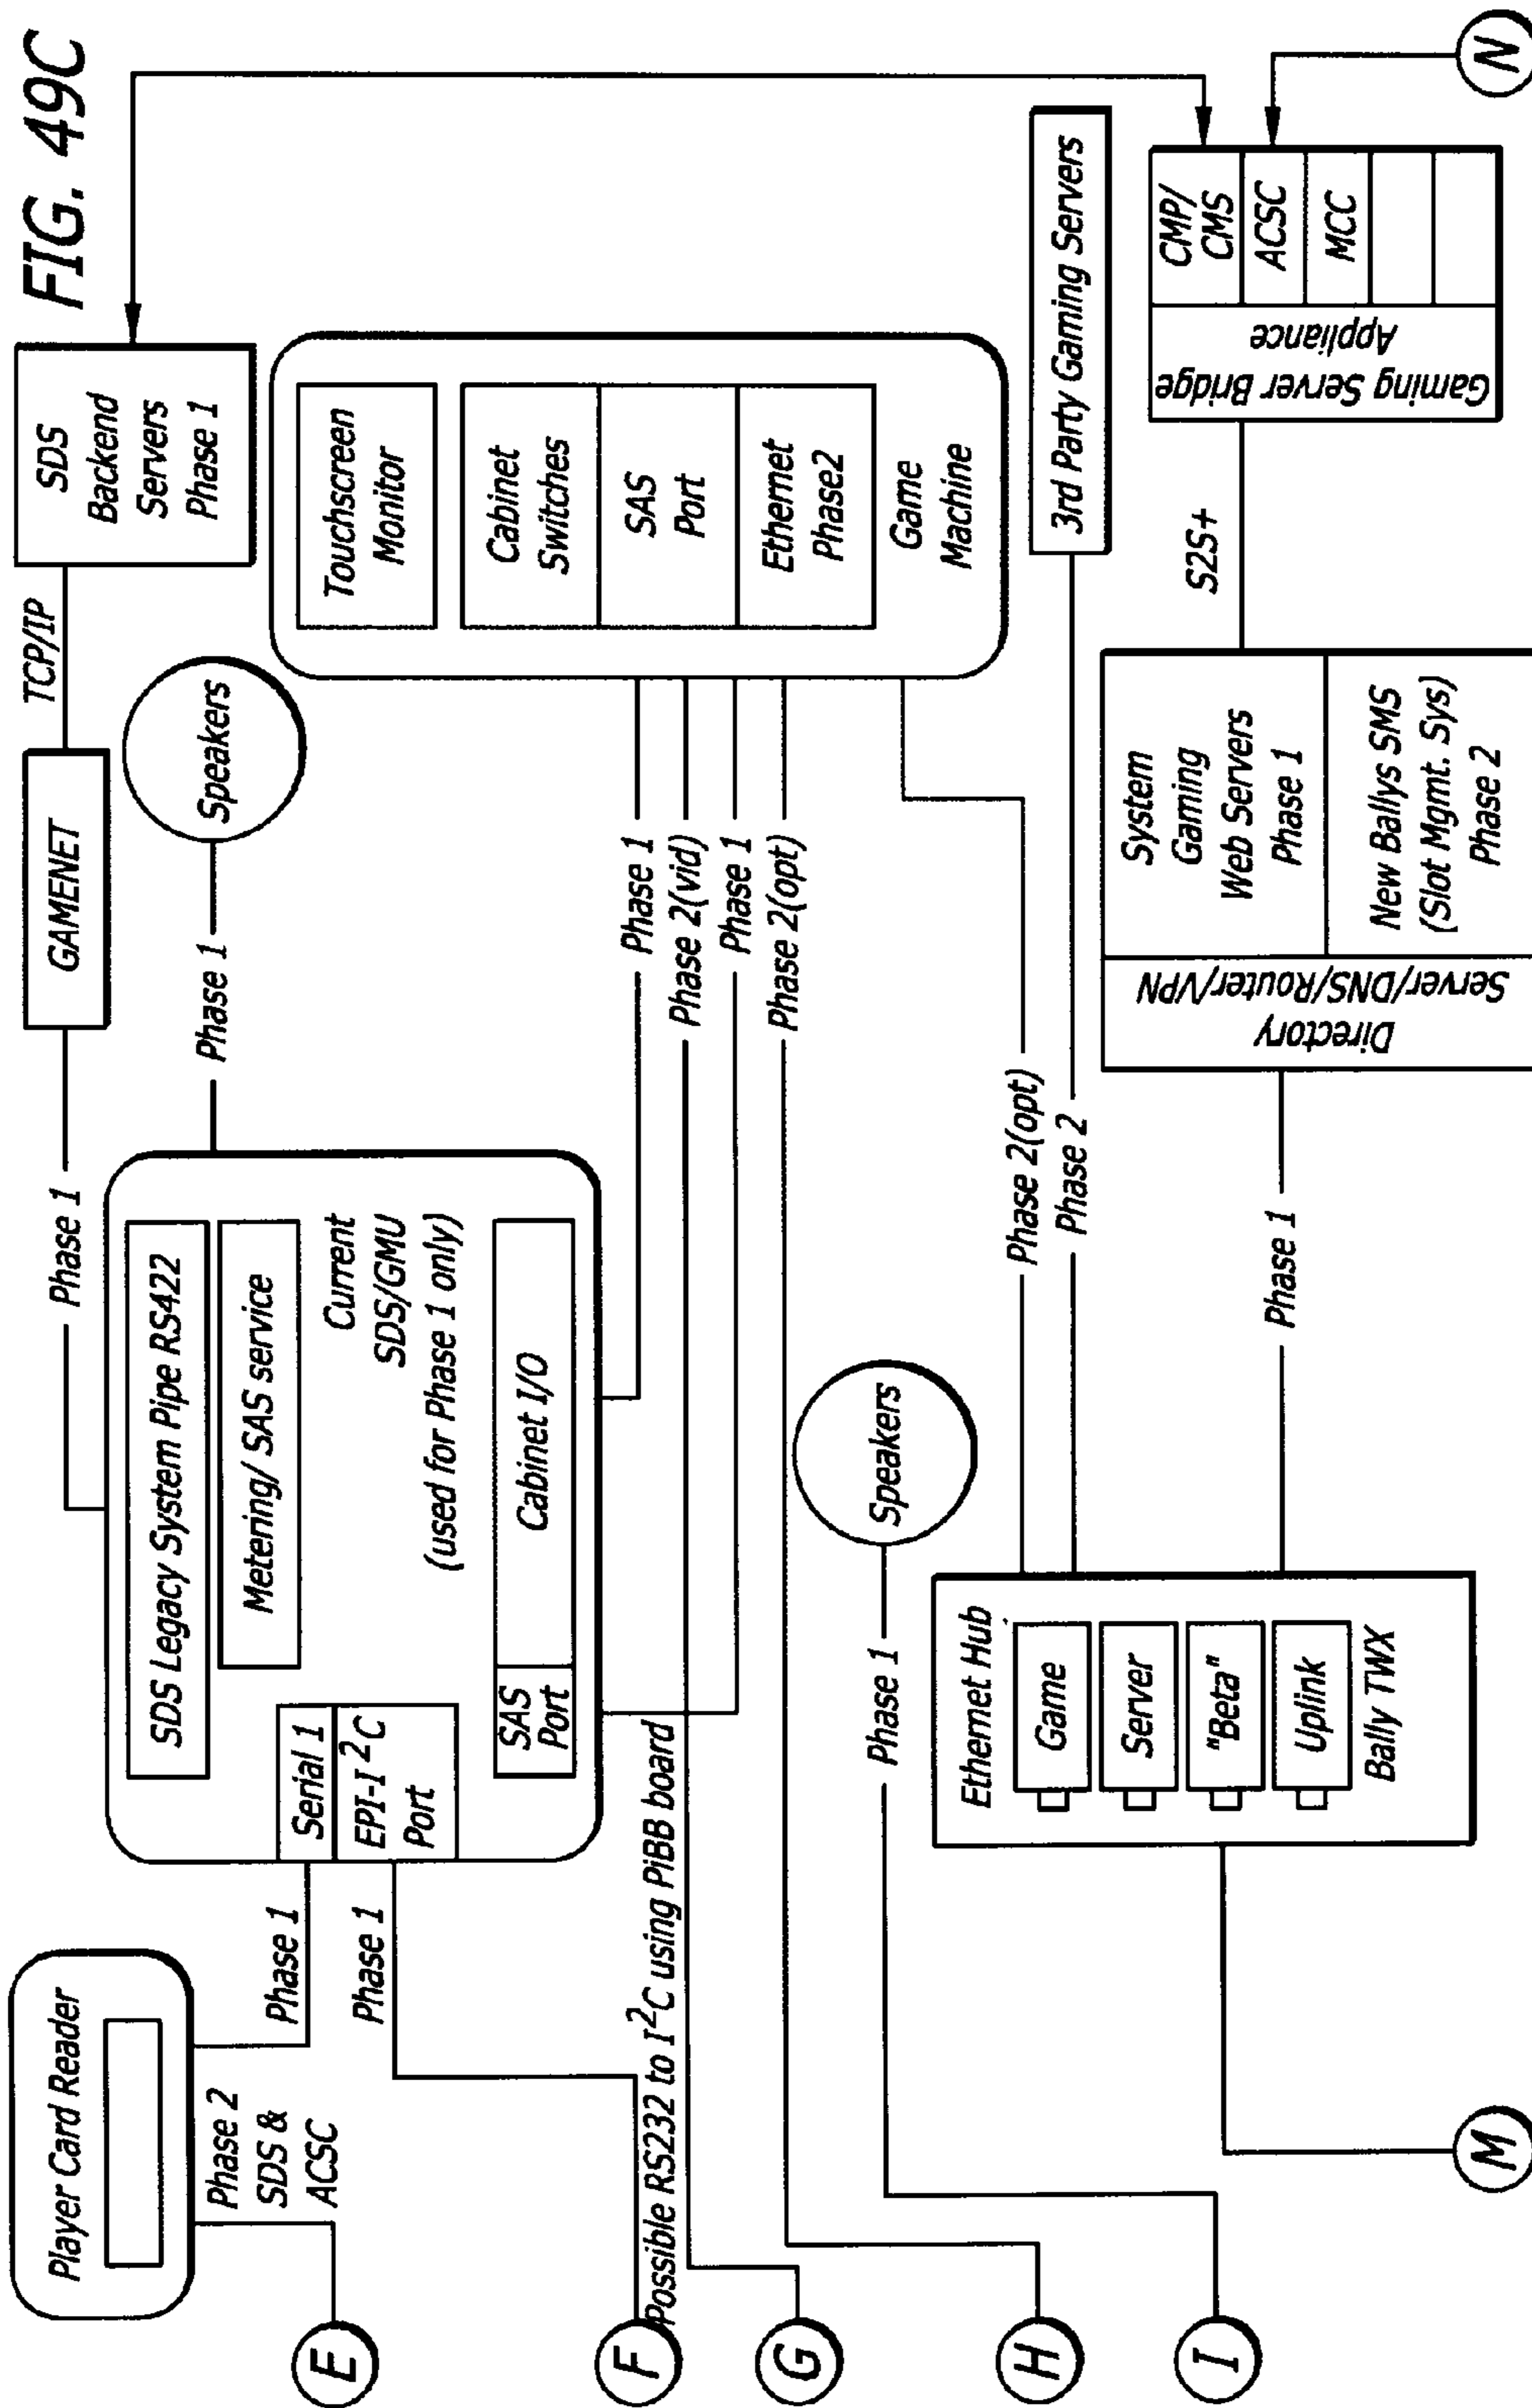 FIG. 49C
Player Card Reader
Phase 2
SDS &
ACSC
Phase 1
Phase 1
E
F
Possible RS232 to I²C using PiBB board
G
H
I
M
N
SDS Legacy System Pipe RS422
Metering/ SAS service
Serial 1
EPI-I²C
Port
Current
SDS/GMU
(used for Phase 1 only)
SAS
Port
Cabinet I/O
Phase 1
GAMENET
TCP/IP
SDS
Backend
Servers
Phase 1
Phase 1
Speakers
Touchscreen
Monitor
Cabinet
Switches
SAS
Port
Ethernet
Phase2
Game
Machine
Phase 1
Phase 2(vid)
Phase 1
Phase 2(opt)
Speakers
Phase 1
Phase 2(opt)
Phase 2
3rd Party Gaming Servers
Ethernet Hub
Game
Server
"Beta"
Uplink
Bally TWX
Phase 1
Directory
Server/DNS/Router/VPN
System
Gaming
Web Servers
Phase 1
New Ballys SMS
(Slot Mgmt. Sys)
Phase 2
S2S+
Gaming Server Bridge
Appliance
CMP/
CMS
ACSC
MCC